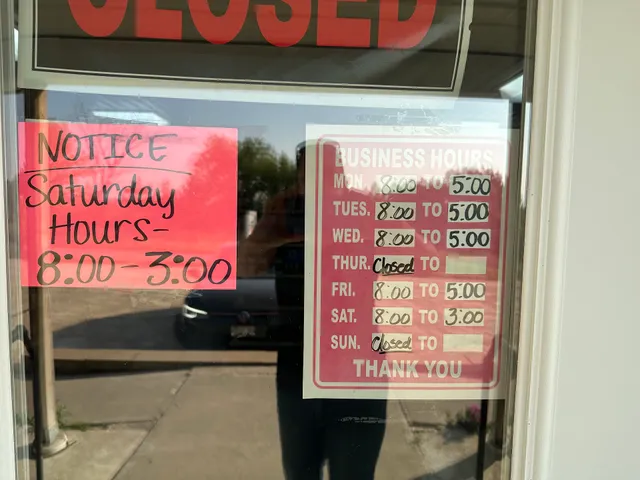 CLOSED
NOTICE
Saturday
Hours-
8:00-3:00
BUSINESS HOURS
MON. 8:00 TO 5:00
TUES. 8:00 TO 5:00
WED. 8:00 TO 5:00
THUR. Closed TO
FRI. 8:00 TO 5:00
SAT. 8:00 TO 3:00
SUN. Closed TO
THANK YOU